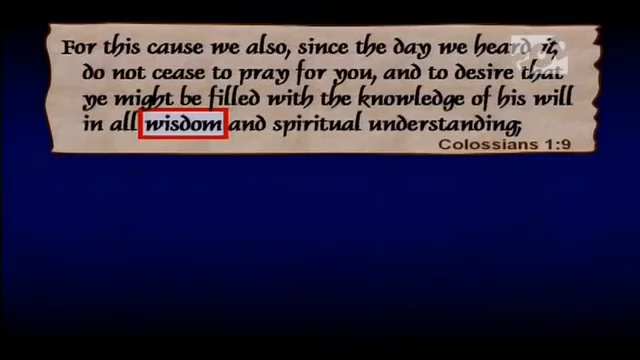 For this cause we also, since the day we heard it,
do not cease to pray for you, and to desire that
ye might be filled with the knowledge of his will
in all wisdom and spiritual understanding;
Colossians 1:9